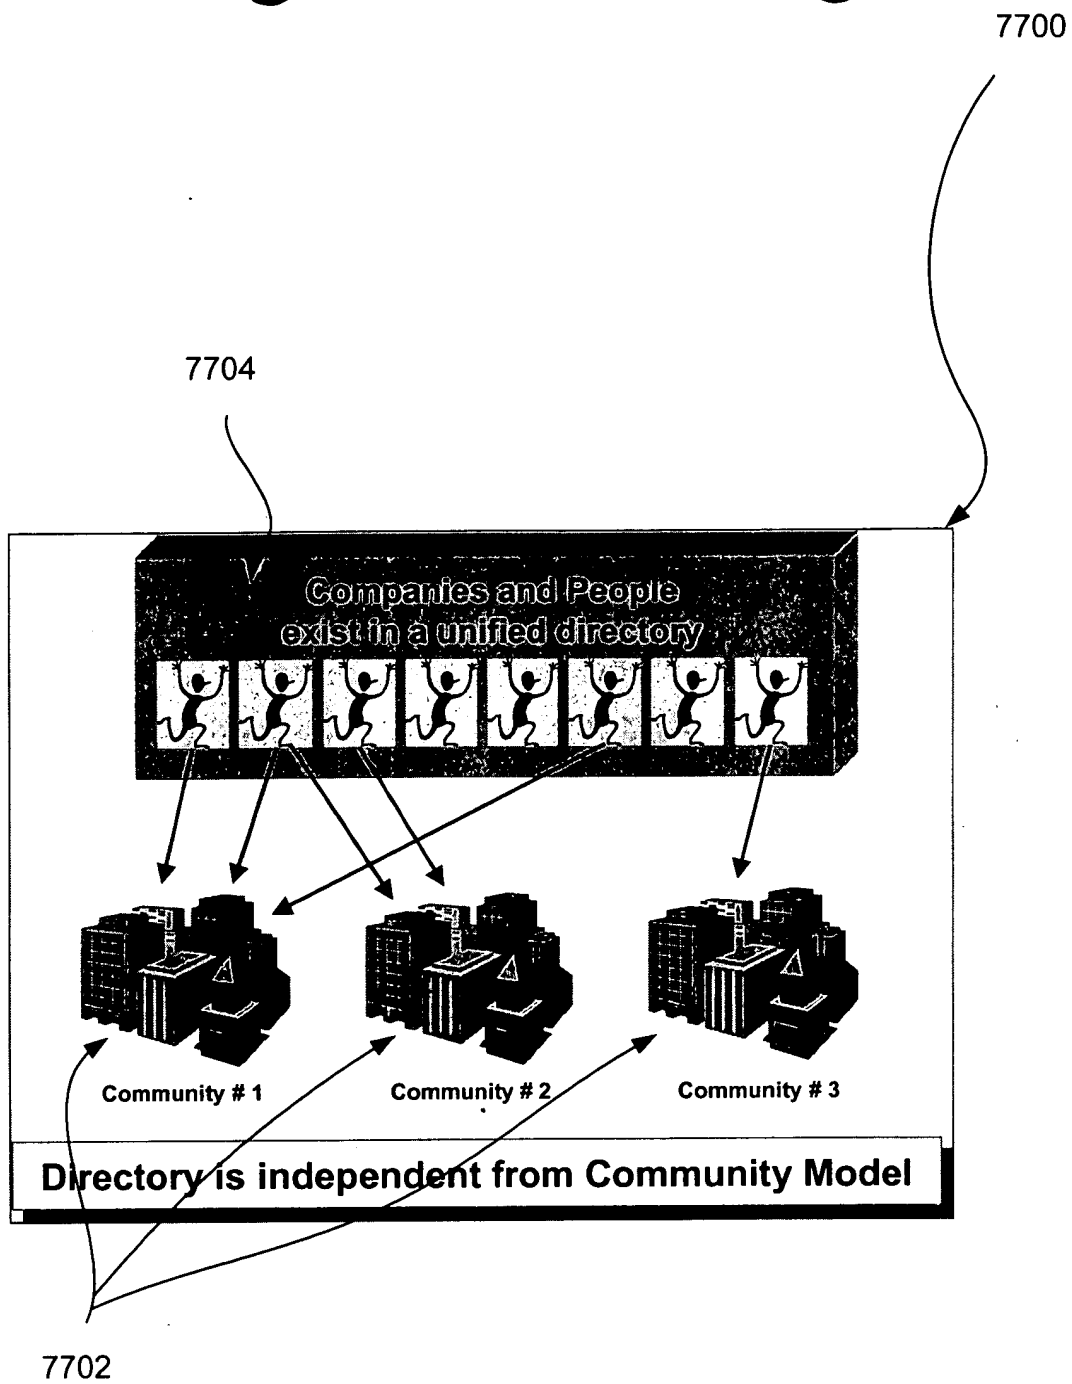 7700
7704
Companies and People
exist in a unified directory
Community # 1
Community # 2
Community # 3
Directory is independent from Community Model
7702